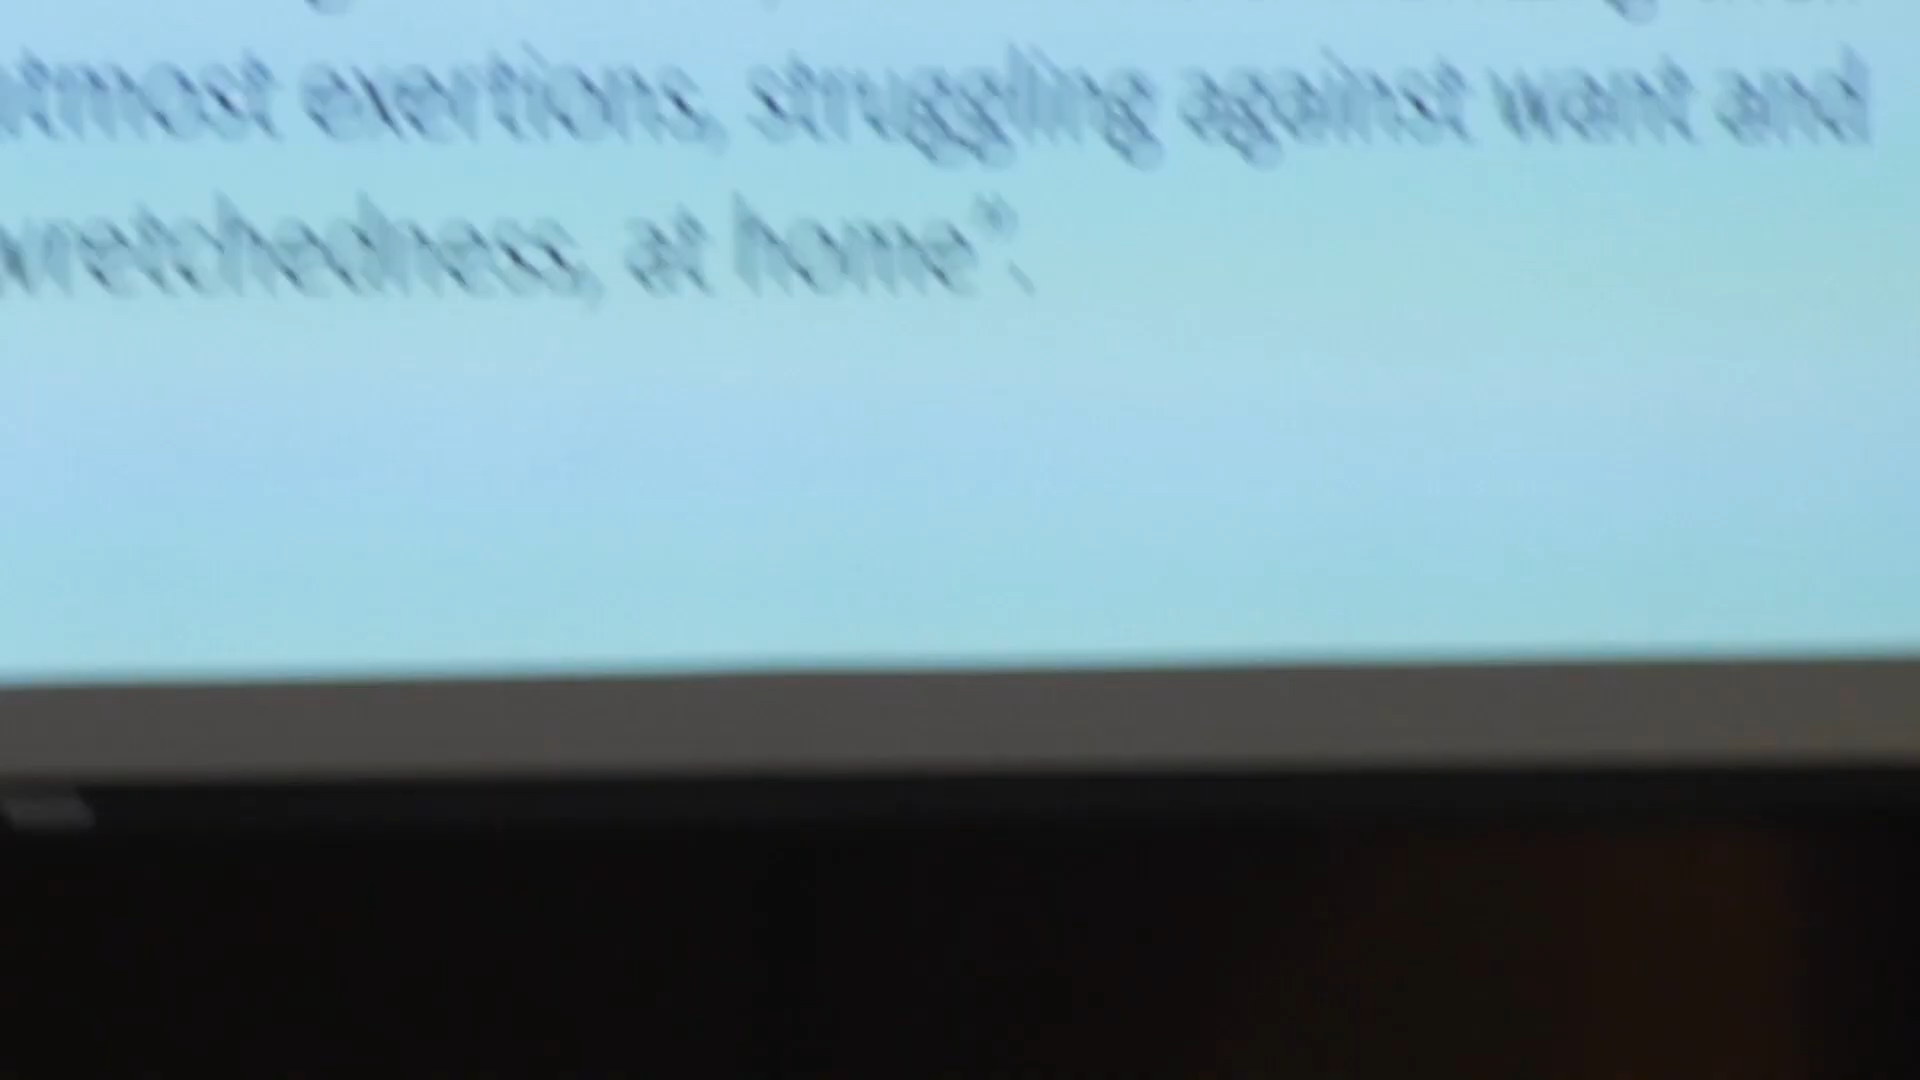 utmost exertions, struggling against want and
wretchedness, at home".